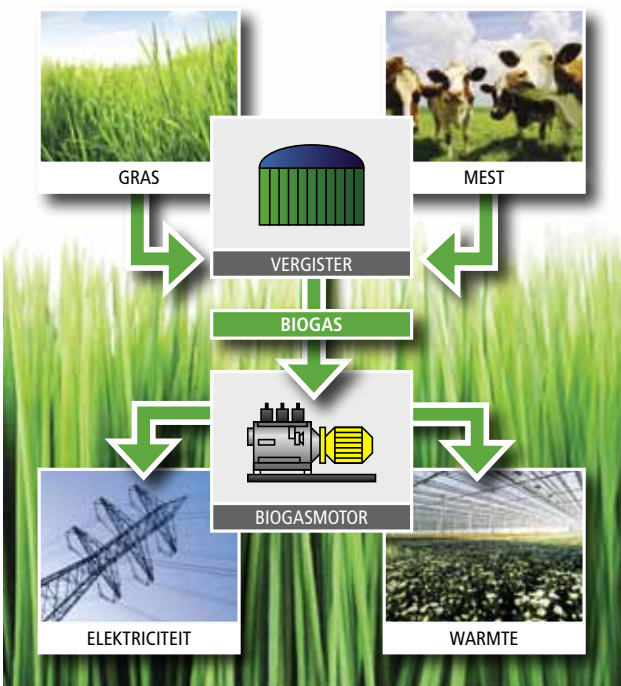 GRAS
MEST
VERGISTER
BIOGAS
BIOGASMOTOR
ELEKTRICITEIT
WARMTE